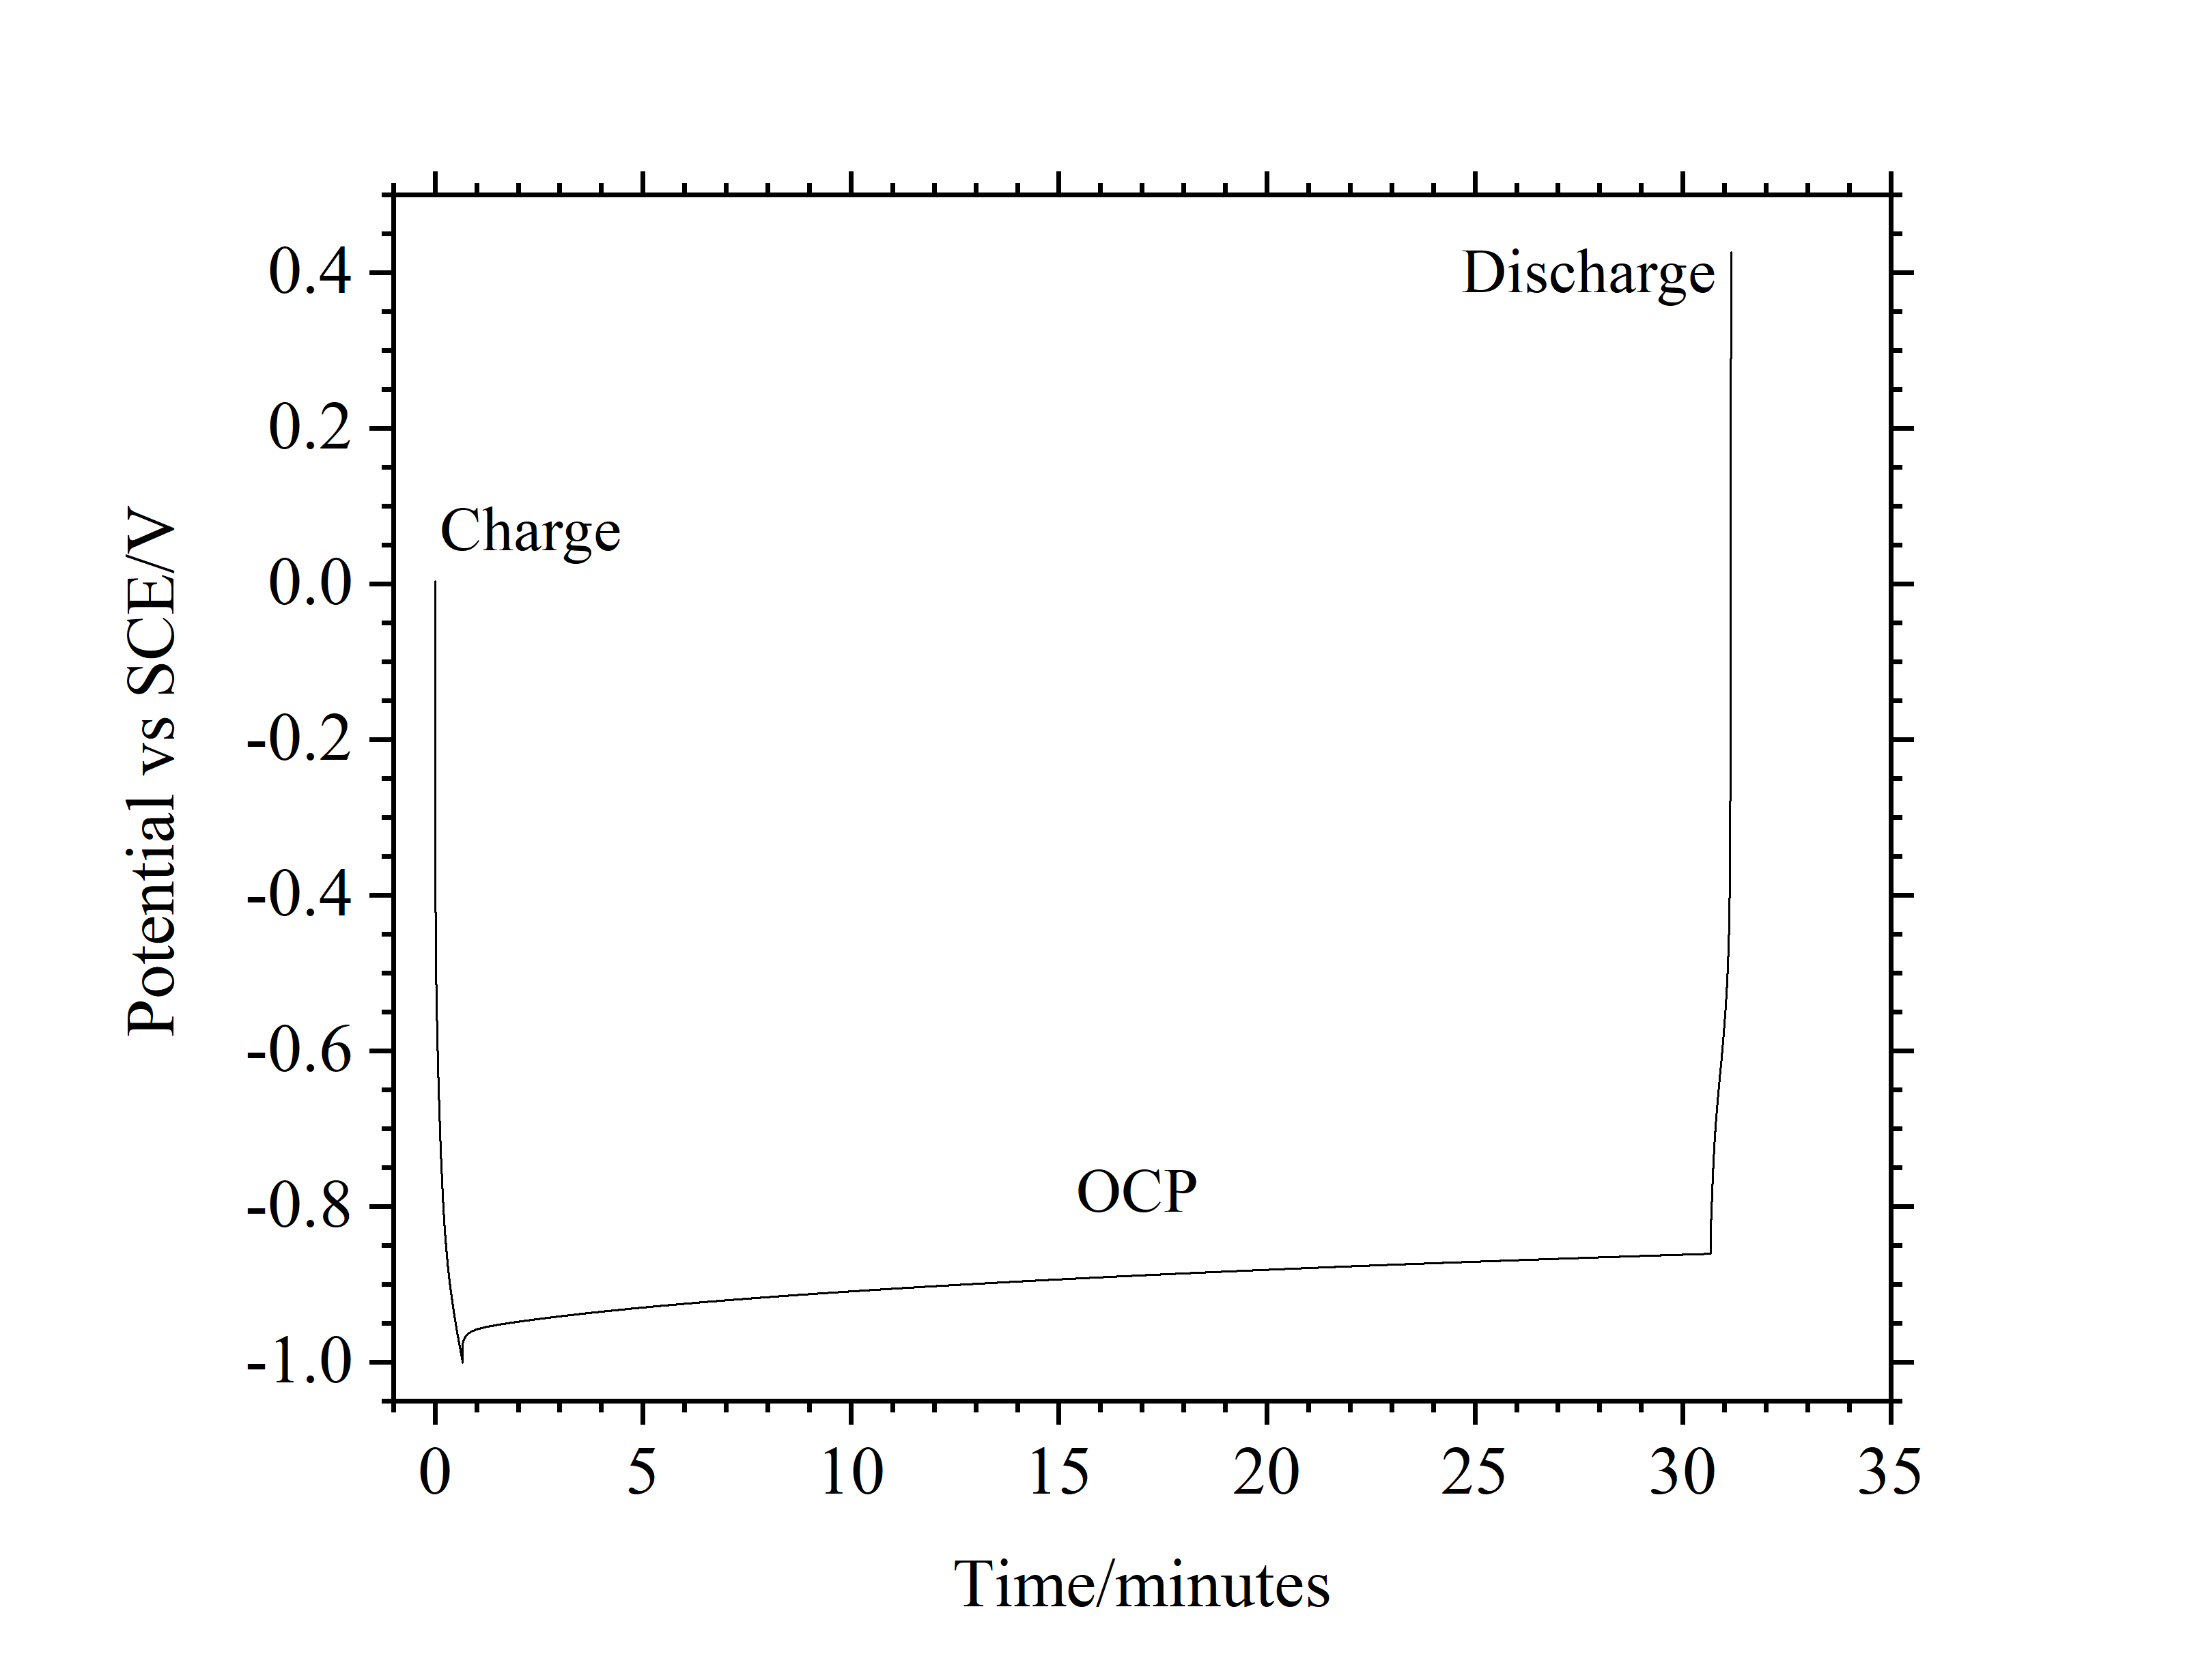 0.4
0.2
0.0
-0.2
-0.4
-0.6
-0.8
-1.0
Potential vs SCE/V
Discharge
Charge
OCP
0 5 10 15 20 25 30 35
Time/minutes